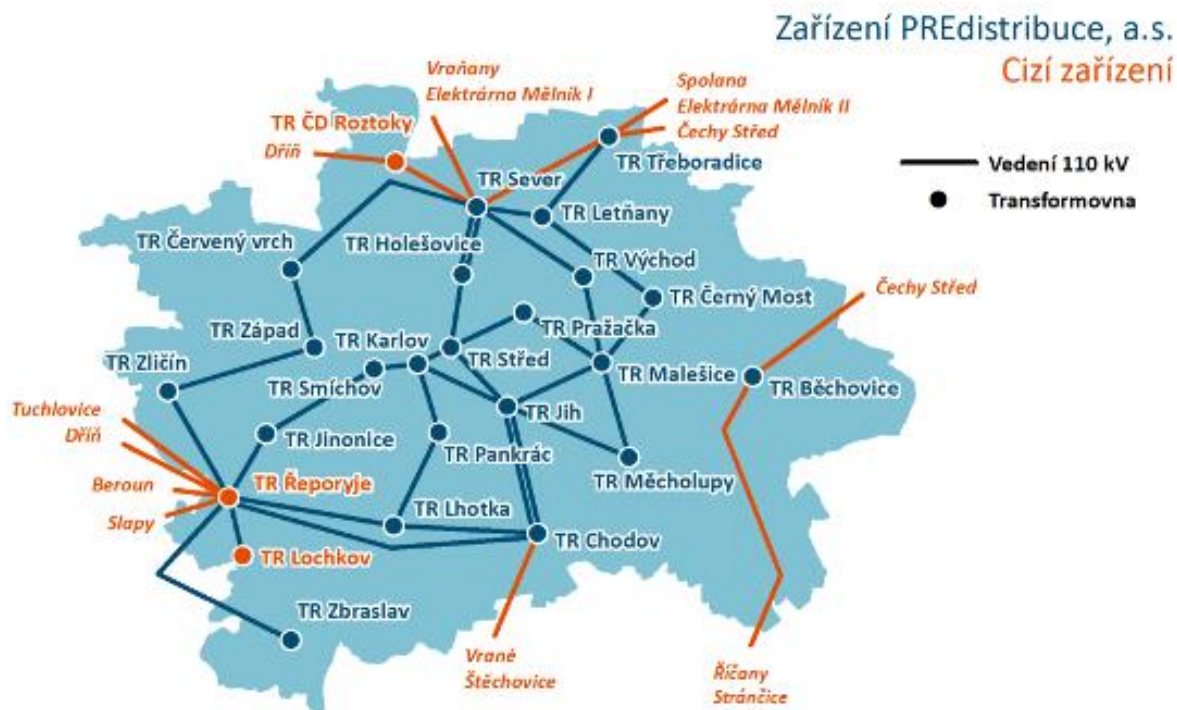 Zařízení PREdistribuce, a.s.
Cizí zařízení
Vedení 110 kV
Transformovna
Vraňany
Elektrárna Mělník I
Spolana
Elektrárna Mělník II
Čechy Střed
TR ČD Roztoky
Dříň
TR Třeboradice
TR Sever
TR Letňany
TR Holešovice
TR Červený vrch
TR Východ
TR Černý Most
Čechy Střed
TR Pražačka
TR Západ
TR Karlov
TR Střed
TR Zličín
TR Smíchov
TR Malešice
TR Běchovice
Tuchlovice
Dříň
TR Jih
TR Jinonice
TR Pankrác
Beroun
TR Řeporyje
TR Měcholupy
Slapy
TR Lhotka
TR Chodov
TR Lochkov
TR Zbraslav
Vrané
Štěchovice
Říčany
Stránčice